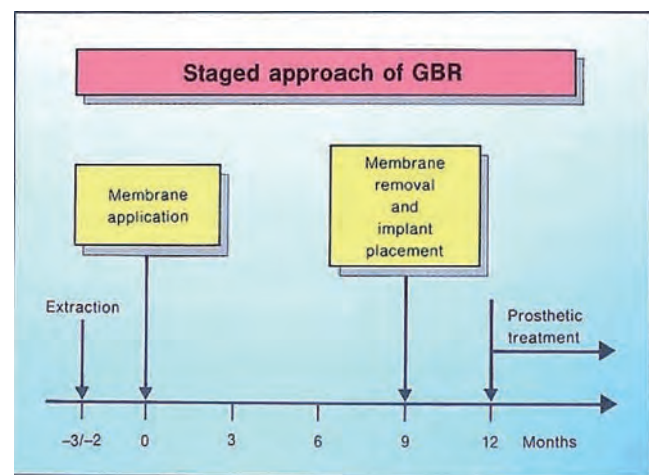 Staged approach of GBR
Membrane
application
Membrane
removal
and
implant
placement
Extraction
Prosthetic
treatment
–3/–2 0 3 6 9 12 Months